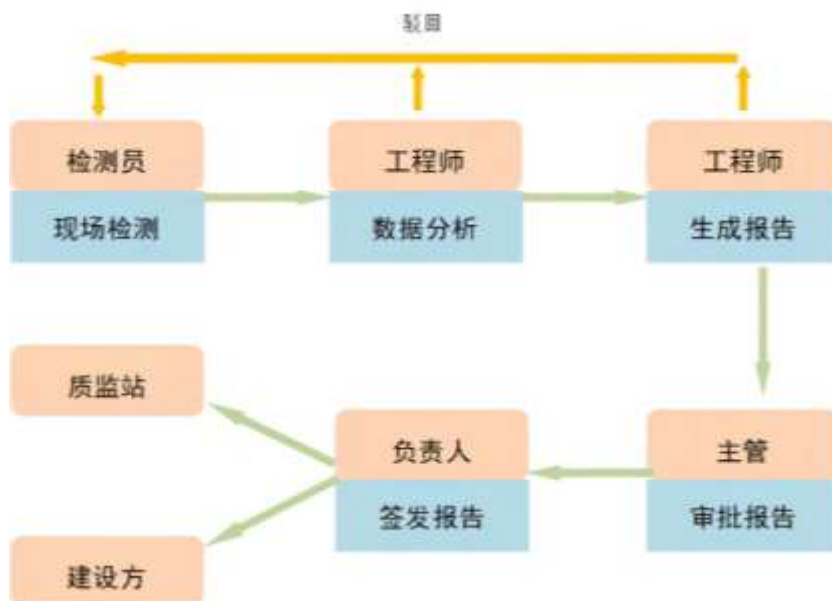 驳回
检测员
现场检测
工程师
数据分析
工程师
生成报告
主管
审批报告
负责人
签发报告
质监站
建设方